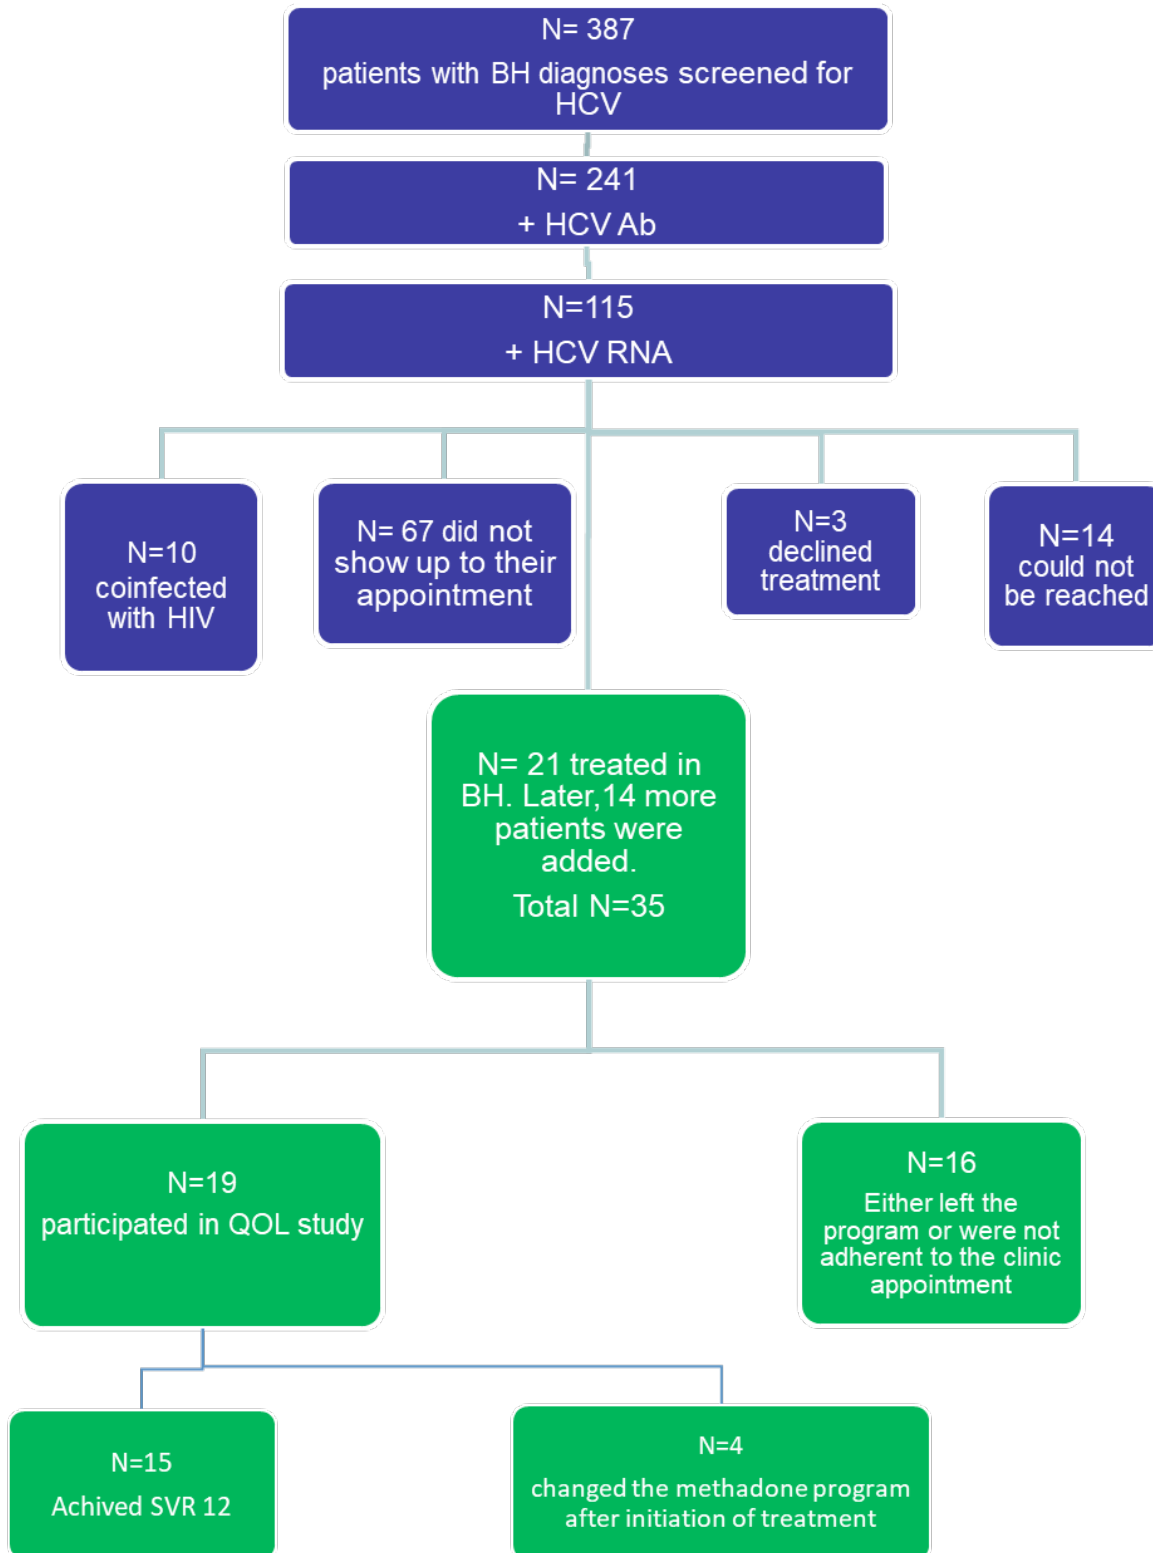 N= 387
patients with BH diagnoses screened for
HCV
N= 241
+ HCV Ab
N=115
+ HCV RNA
N=10
coinfected
with HIV
N= 67 did not
show up to their
appointment
N=3
declined
treatment
N=14
could not
be reached
N= 21 treated in
BH. Later,14 more
patients were
added.
Total N=35
N=19
participated in QOL study
N=16
Either left the
program or were not
adherent to the clinic
appointment
N=15
Achived SVR 12
N=4
changed the methadone program
after initiation of treatment